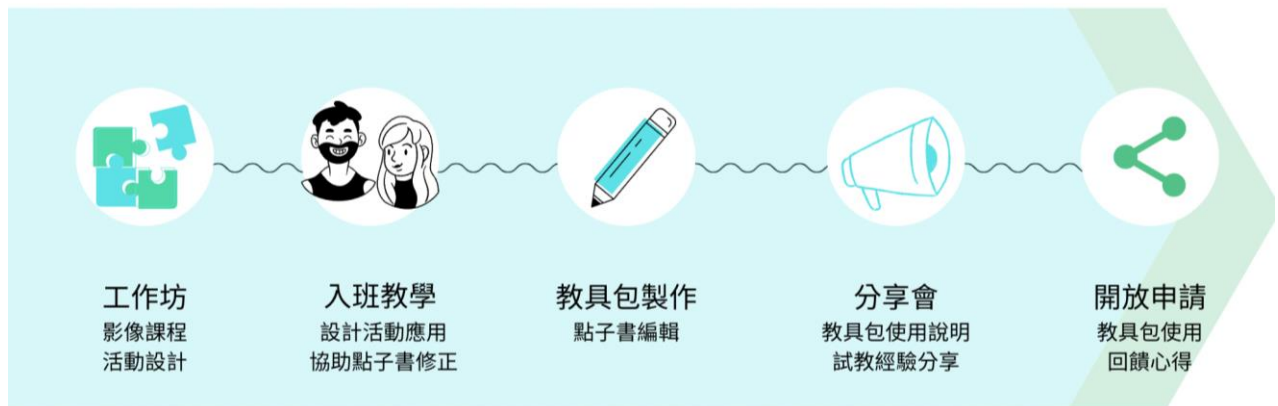 工作坊
影像課程
活動設計
入班教學
設計活動應用
協助點子書修正
教具包製作
點子書編輯
分享會
教具包使用說明
試教經驗分享
開放申請
教具包使用
回饋心得